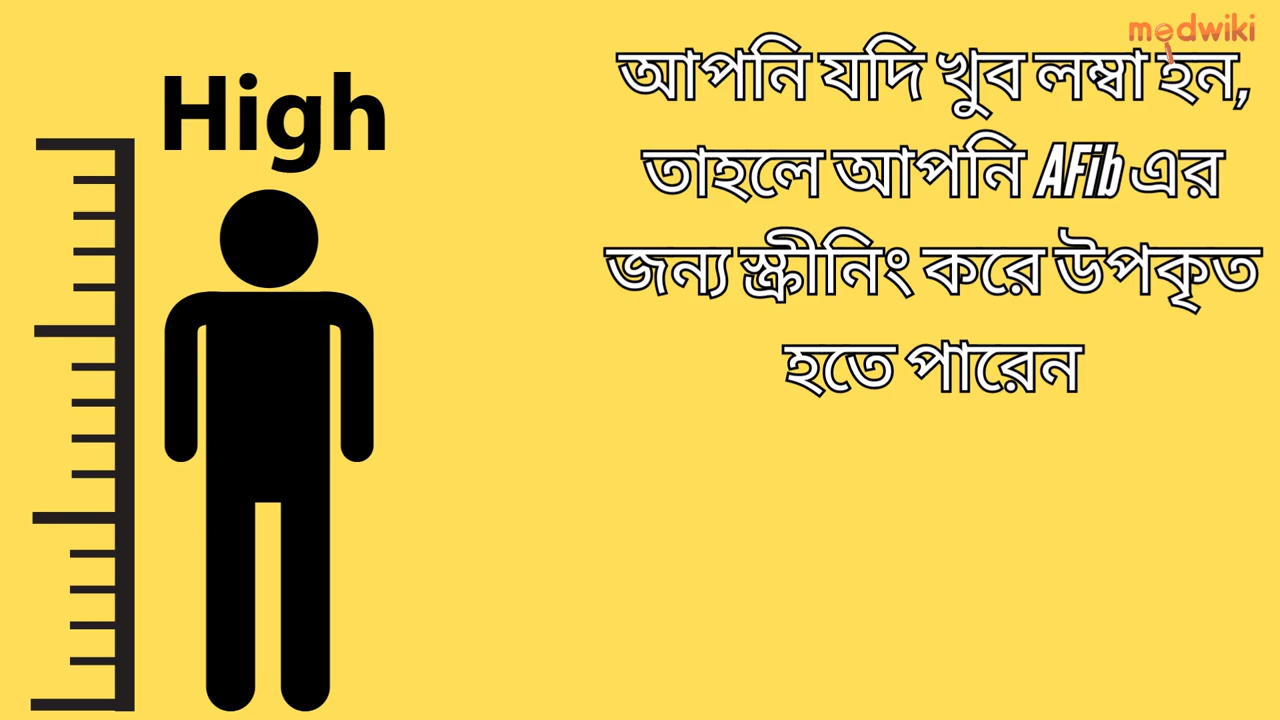 medwiki
High
আপনি যদি খুব লম্বা হন,
তাহলে আপনি AFib এর
জন্য স্ক্রীনিং করে উপকৃত
হতে পারেন